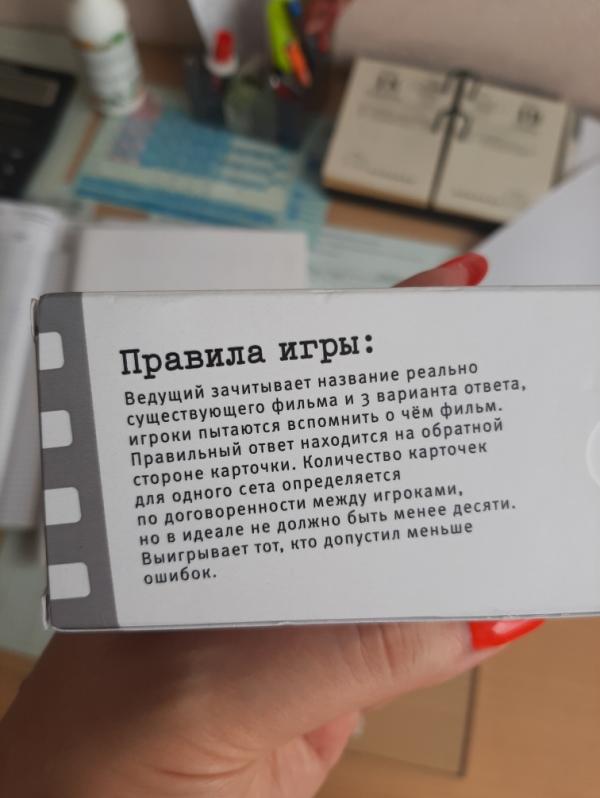 Правила игры:
Ведущий зачитывает название реально
существующего фильма и 3 варианта ответа,
игроки пытаются вспомнить о чём фильм.
Правильный ответ находится на обратной
стороне карточки. Количество карточек
для одного сета определяется
по договоренности между игроками,
но в идеале не должно быть менее десяти.
Выигрывает тот, кто допустил меньше
ошибок.